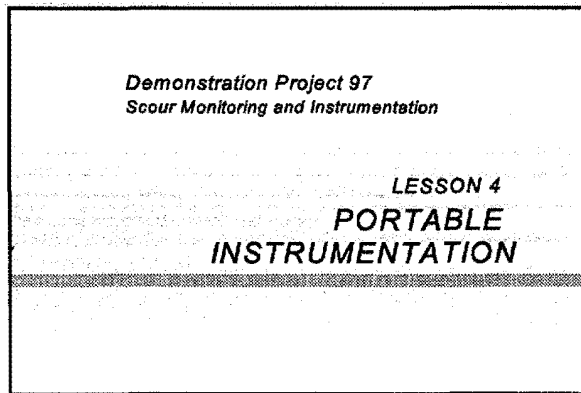 Demonstration Project 97
Scour Monitoring and Instrumentation
LESSON 4
PORTABLE
INSTRUMENTATION